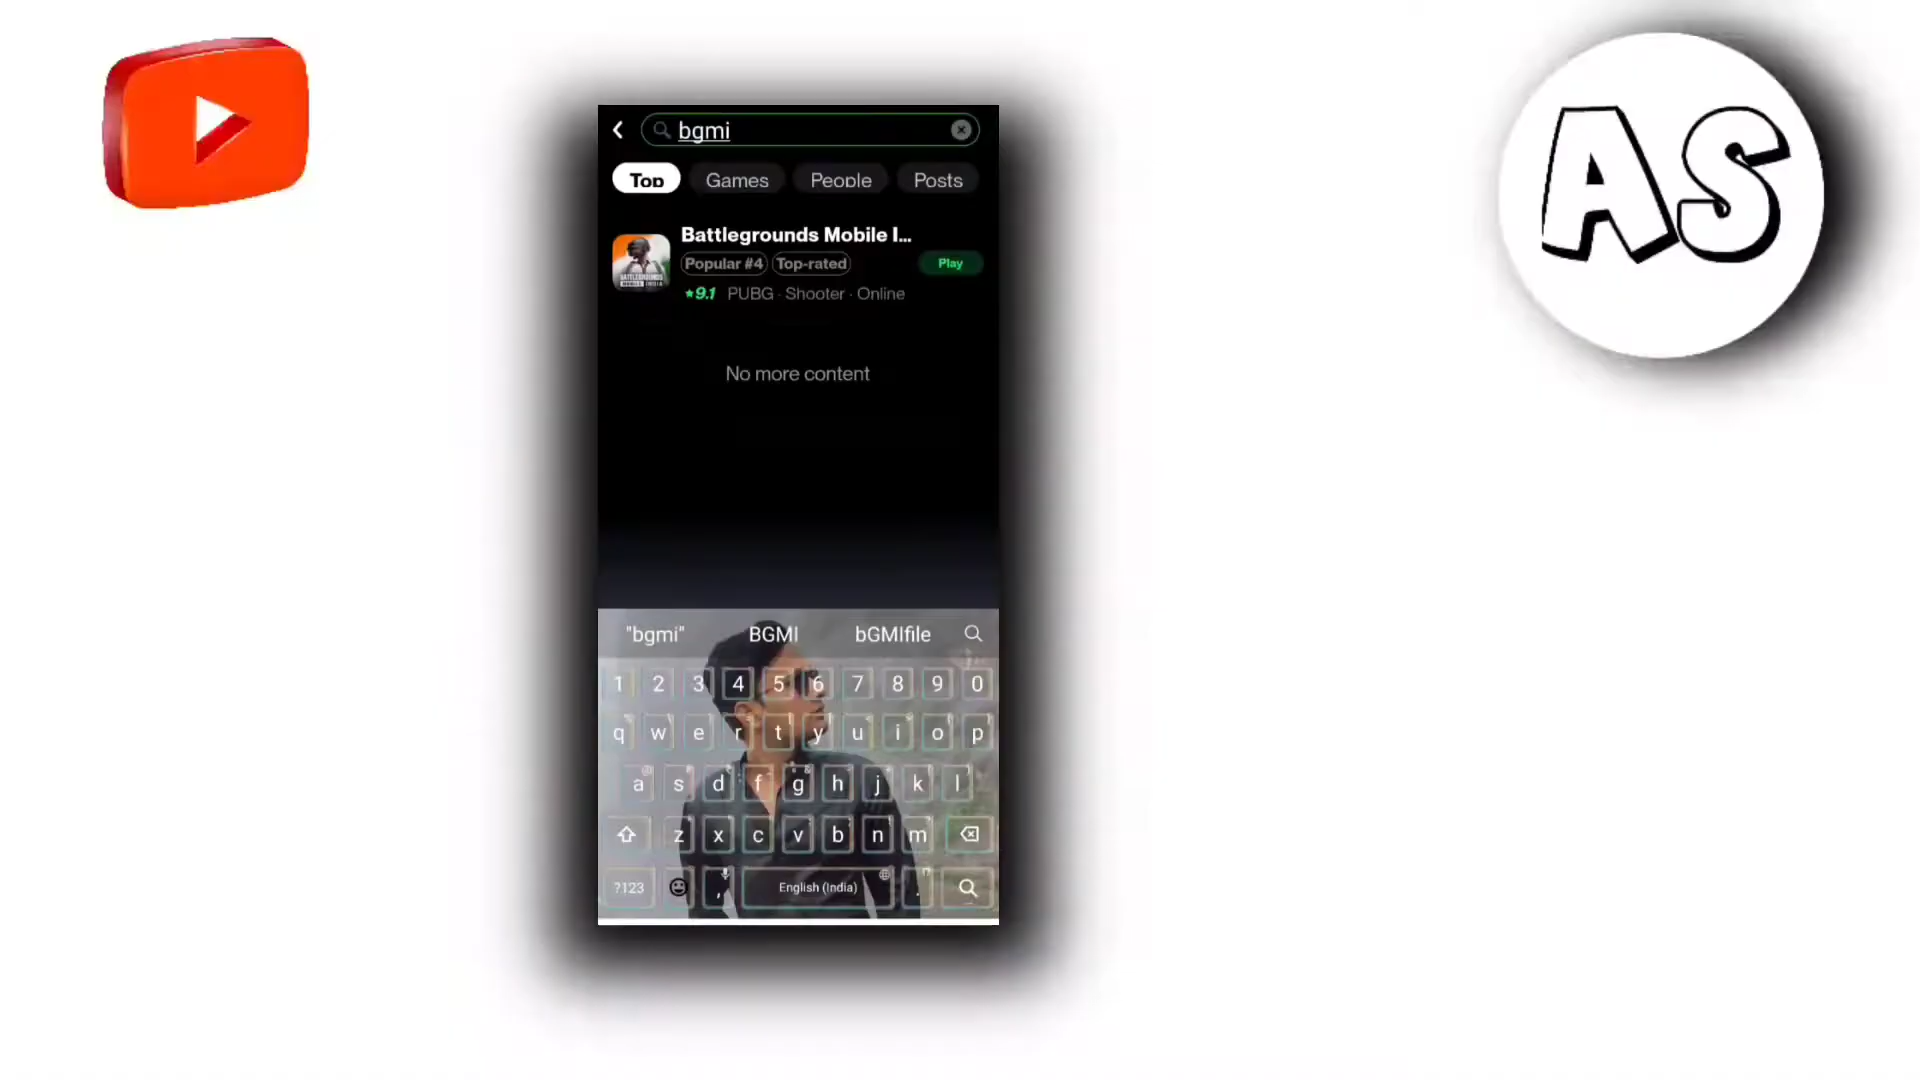 AS
bgmi
Top Games People Posts
Battlegrounds Mobile I...
Popular #4 Top-rated Play
9.1 PUBG · Shooter · Online
No more content
"bgmi" BGMI bGMIfile
1 2 3 4 5 6 7 8 9 0
q w e r t y u i o p
a s d f g h j k l
z x c v b n m
?123 , English (India) .